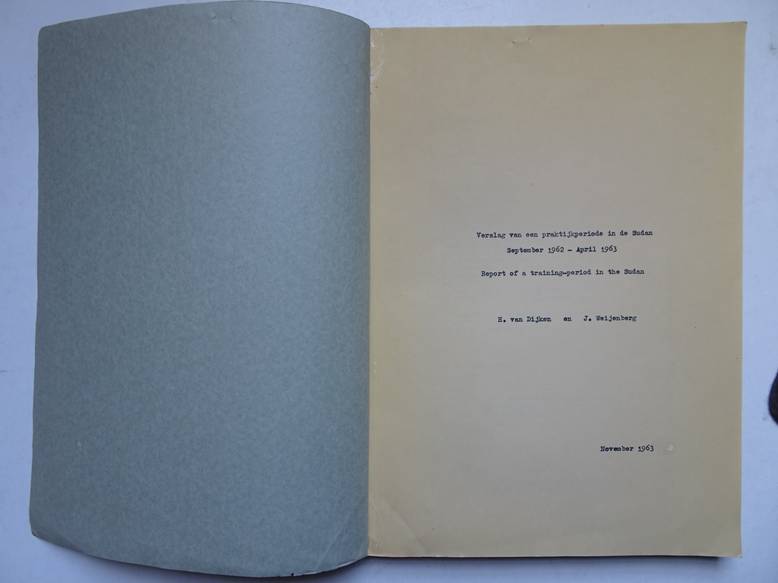 Verslag van een praktijkperiode in de Sudan
September 1962 - April 1963
Report of a training-period in the Sudan
H. van Dijken en J. Weijenberg
November 1963